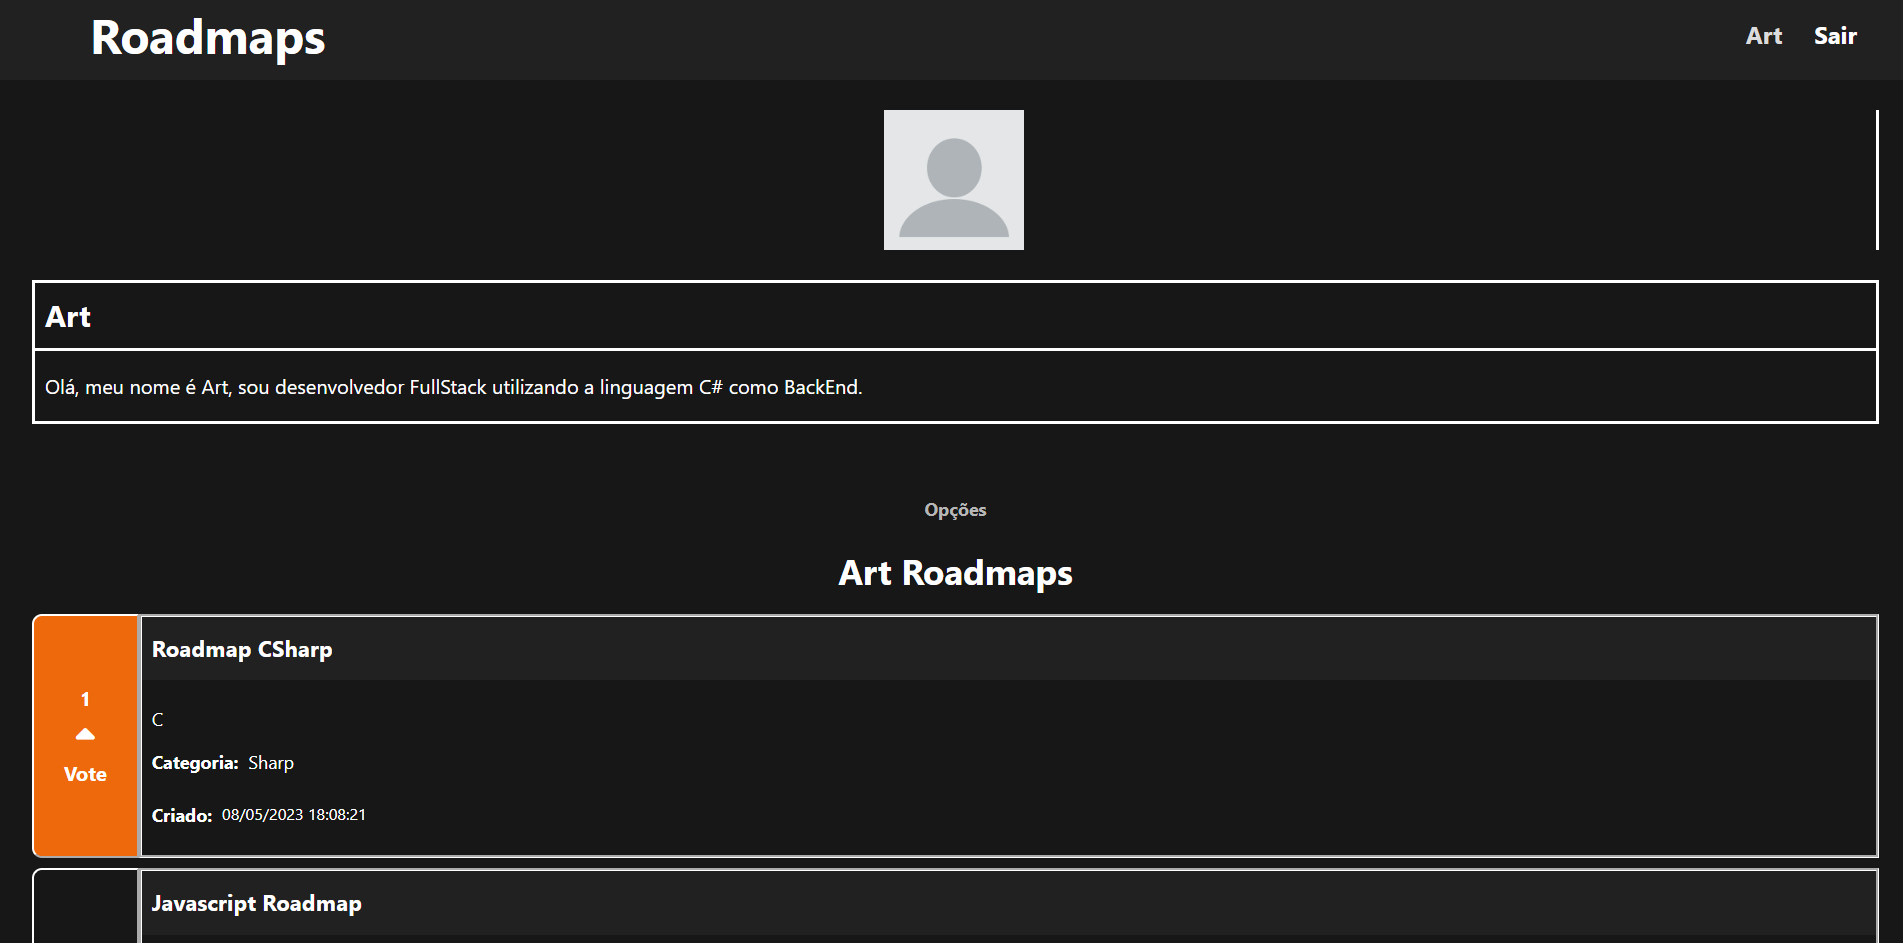 Roadmaps
Art Sair
Art
Olá, meu nome é Art, sou desenvolvedor FullStack utilizando a linguagem C# como BackEnd.
Opções
Art Roadmaps
1
Vote
Roadmap CSharp
C
Categoria: Sharp
Criado: 08/05/2023 18:08:21
Javascript Roadmap